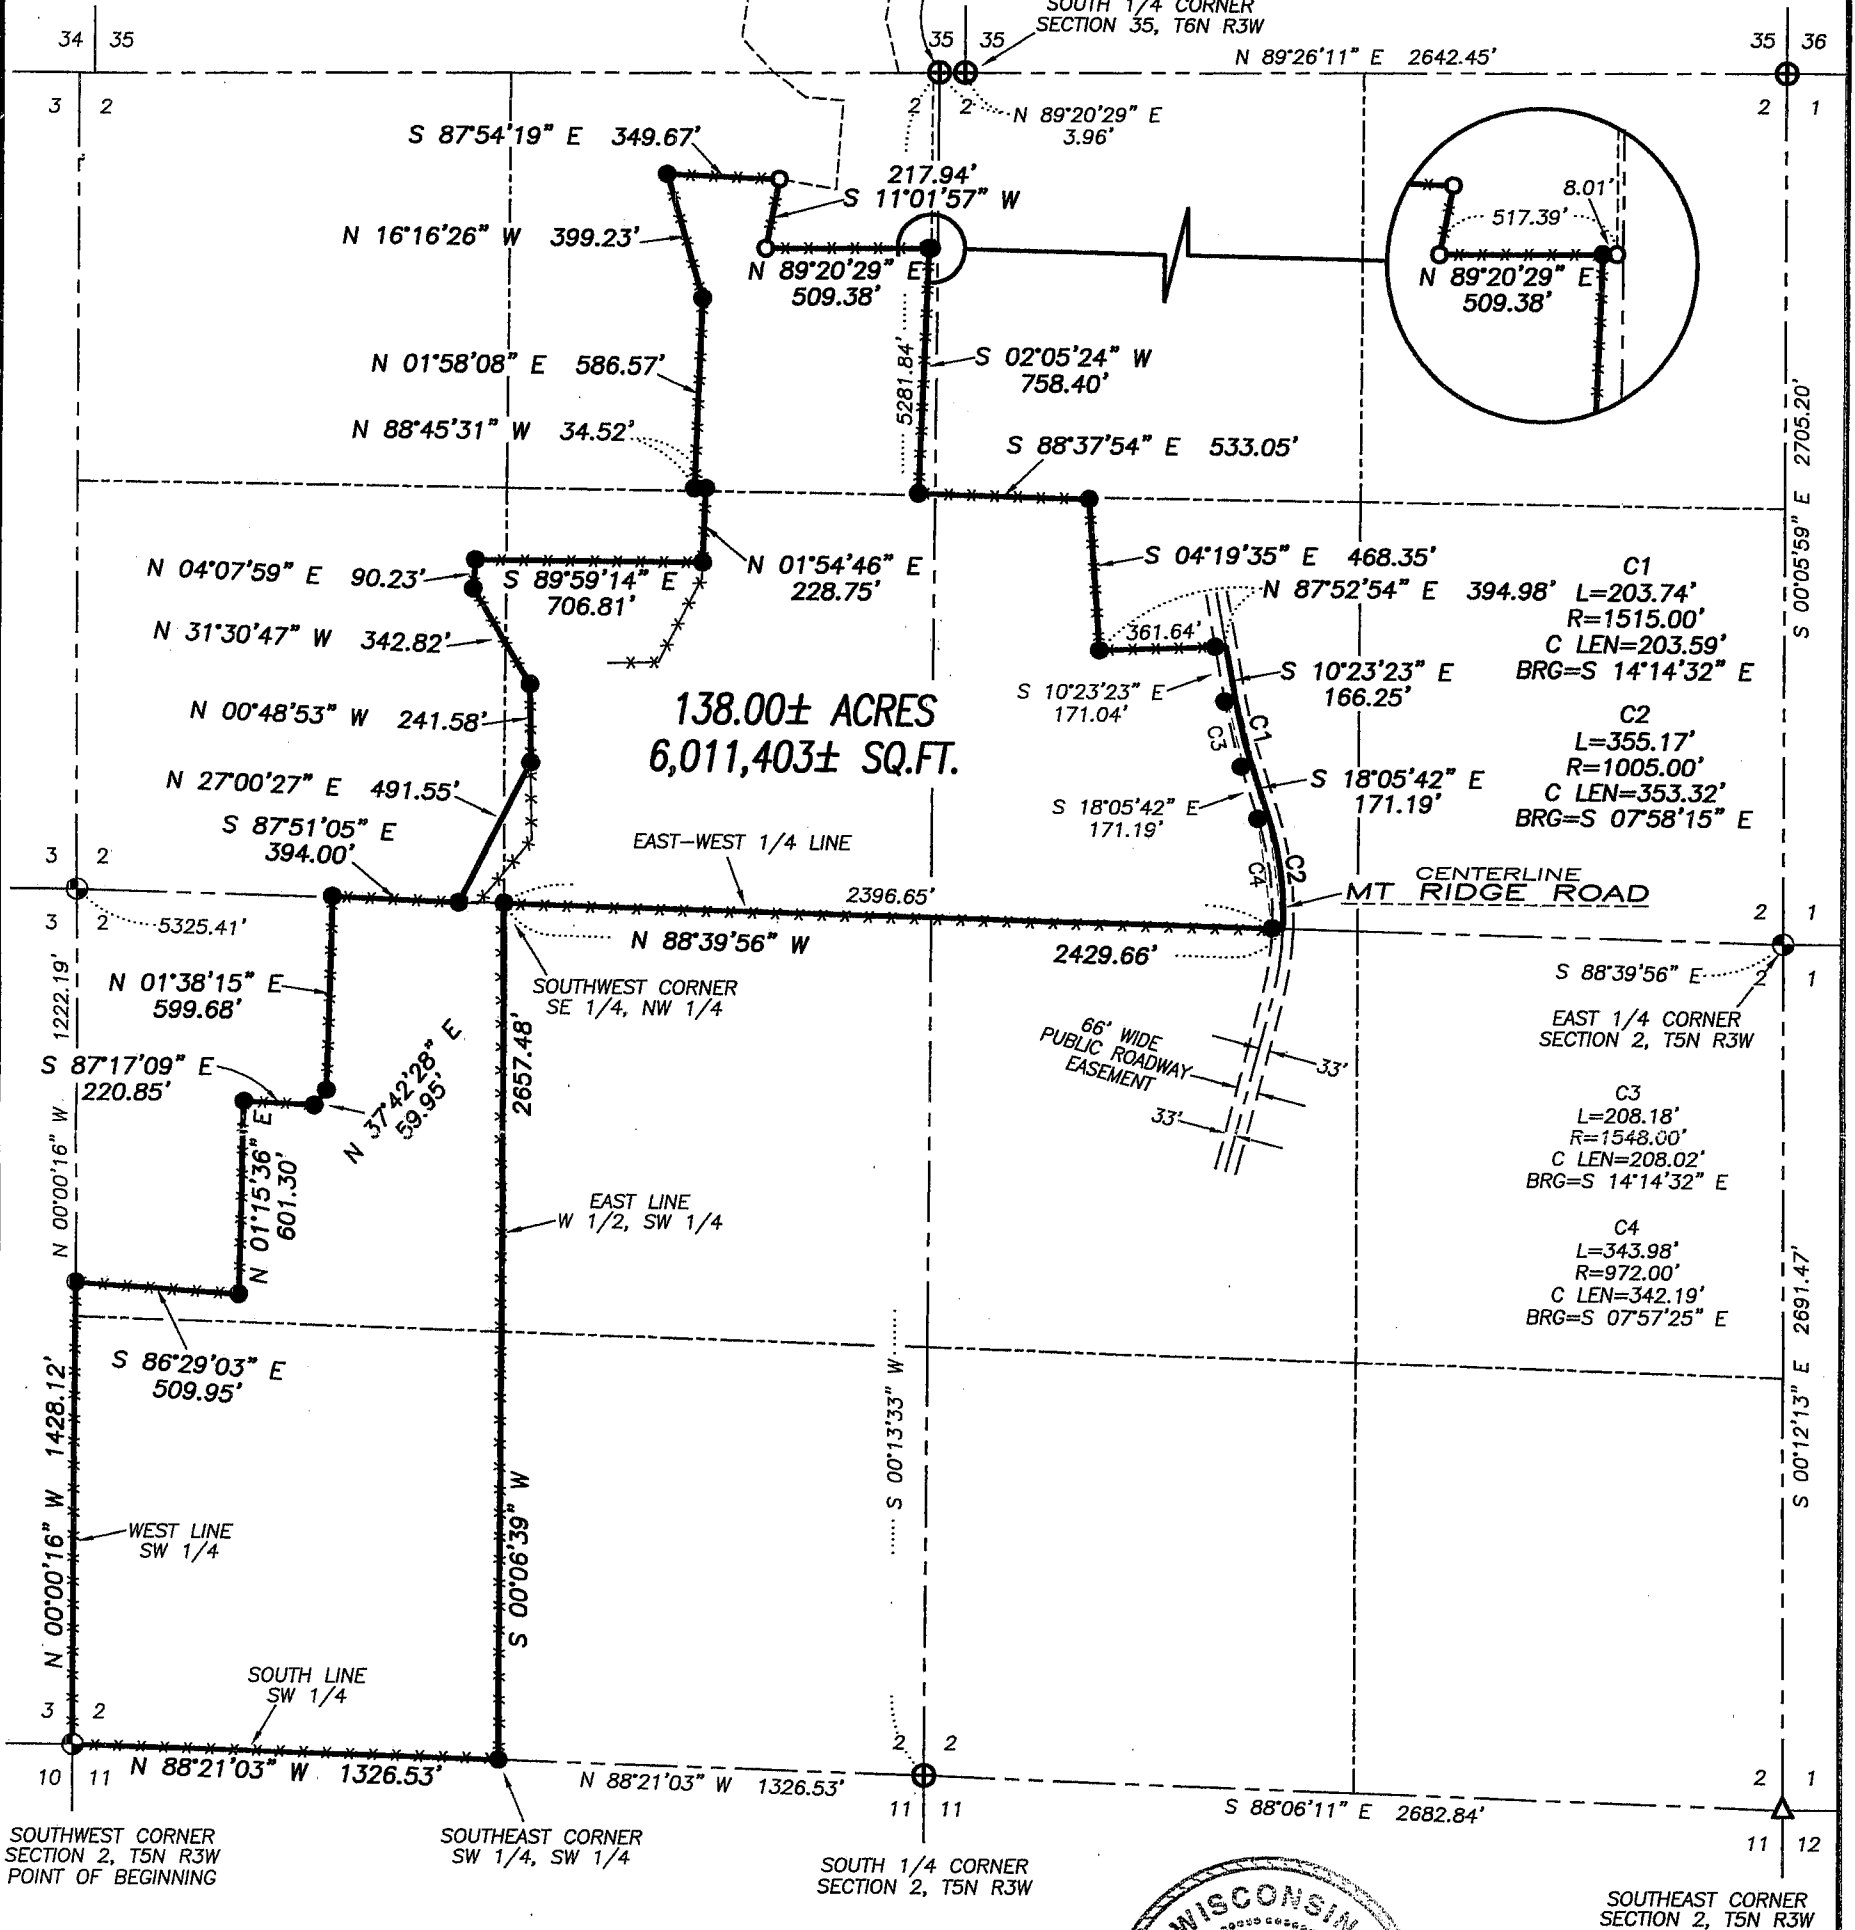 SOUTH 1/4 CORNER
SECTION 35, T6N R3W
34 35
35 35
35 36
N 89°26'11" E 2642.45'
3 2
2 2
2 1
N 89°20'29" E
3.96'
S 87°54'19" E 349.67'
217.94'
S 11°01'57" W
8.01'
517.39'
N 16°16'26" W 399.23'
N 89°20'29" E
509.38'
N 89°20'29" E
509.38'
N 01°58'08" E 586.57'
5281.84'
S 02°05'24" W
758.40'
N 88°45'31" W 34.52'
S 88°37'54" E 533.05'
S 00°05'59" E 2705.20'
N 04°07'59" E 90.23'
S 89°59'14" E
706.81'
N 01°54'46" E
228.75'
S 04°19'35" E 468.35'
N 87°52'54" E 394.98'
361.64'
C1
L=203.74'
R=1515.00'
C LEN=203.59'
BRG=S 14°14'32" E
N 31°30'47" W 342.82'
S 10°23'23" E
171.04'
S 10°23'23" E
166.25'
138.00± ACRES
6,011,403± SQ.FT.
N 00°48'53" W 241.58'
C3
C1
C2
L=355.17'
R=1005.00'
C LEN=353.32'
BRG=S 07°58'15" E
N 27°00'27" E 491.55'
S 18°05'42" E
171.19'
S 18°05'42" E
171.19'
S 87°51'05" E
394.00'
EAST-WEST 1/4 LINE
C4
C2
CENTERLINE
MT RIDGE ROAD
3 2
3 2
5325.41'
2396.65'
N 88°39'56" W
2429.66'
2 1
2 1
S 88°39'56" E
N 01°38'15" E
599.68'
SOUTHWEST CORNER
SE 1/4, NW 1/4
EAST 1/4 CORNER
SECTION 2, T5N R3W
N 00°00'16" W 1222.19'
S 87°17'09" E
220.85'
N 37°42'28" E
59.95'
2657.48'
66' WIDE
PUBLIC ROADWAY
EASEMENT
33'
33'
N 01°15'36" E
601.30'
EAST LINE
W 1/2, SW 1/4
C3
L=208.18'
R=1548.00'
C LEN=208.02'
BRG=S 14°14'32" E
C4
L=343.98'
R=972.00'
C LEN=342.19'
BRG=S 07°57'25" E
S 86°29'03" E
509.95'
N 00°00'16" W 1428.12'
S 00°06'39" W
S 00°13'33" W
S 00°12'13" E 2691.47'
WEST LINE
SW 1/4
SOUTH LINE
SW 1/4
3 2
10 11
N 88°21'03" W 1326.53'
N 88°21'03" W 1326.53'
2 2
11 11
S 88°06'11" E 2682.84'
2 1
11 12
SOUTHWEST CORNER
SECTION 2, T5N R3W
POINT OF BEGINNING
SOUTHEAST CORNER
SW 1/4, SW 1/4
SOUTH 1/4 CORNER
SECTION 2, T5N R3W
SOUTHEAST CORNER
SECTION 2, T5N R3W
WISCONSIN